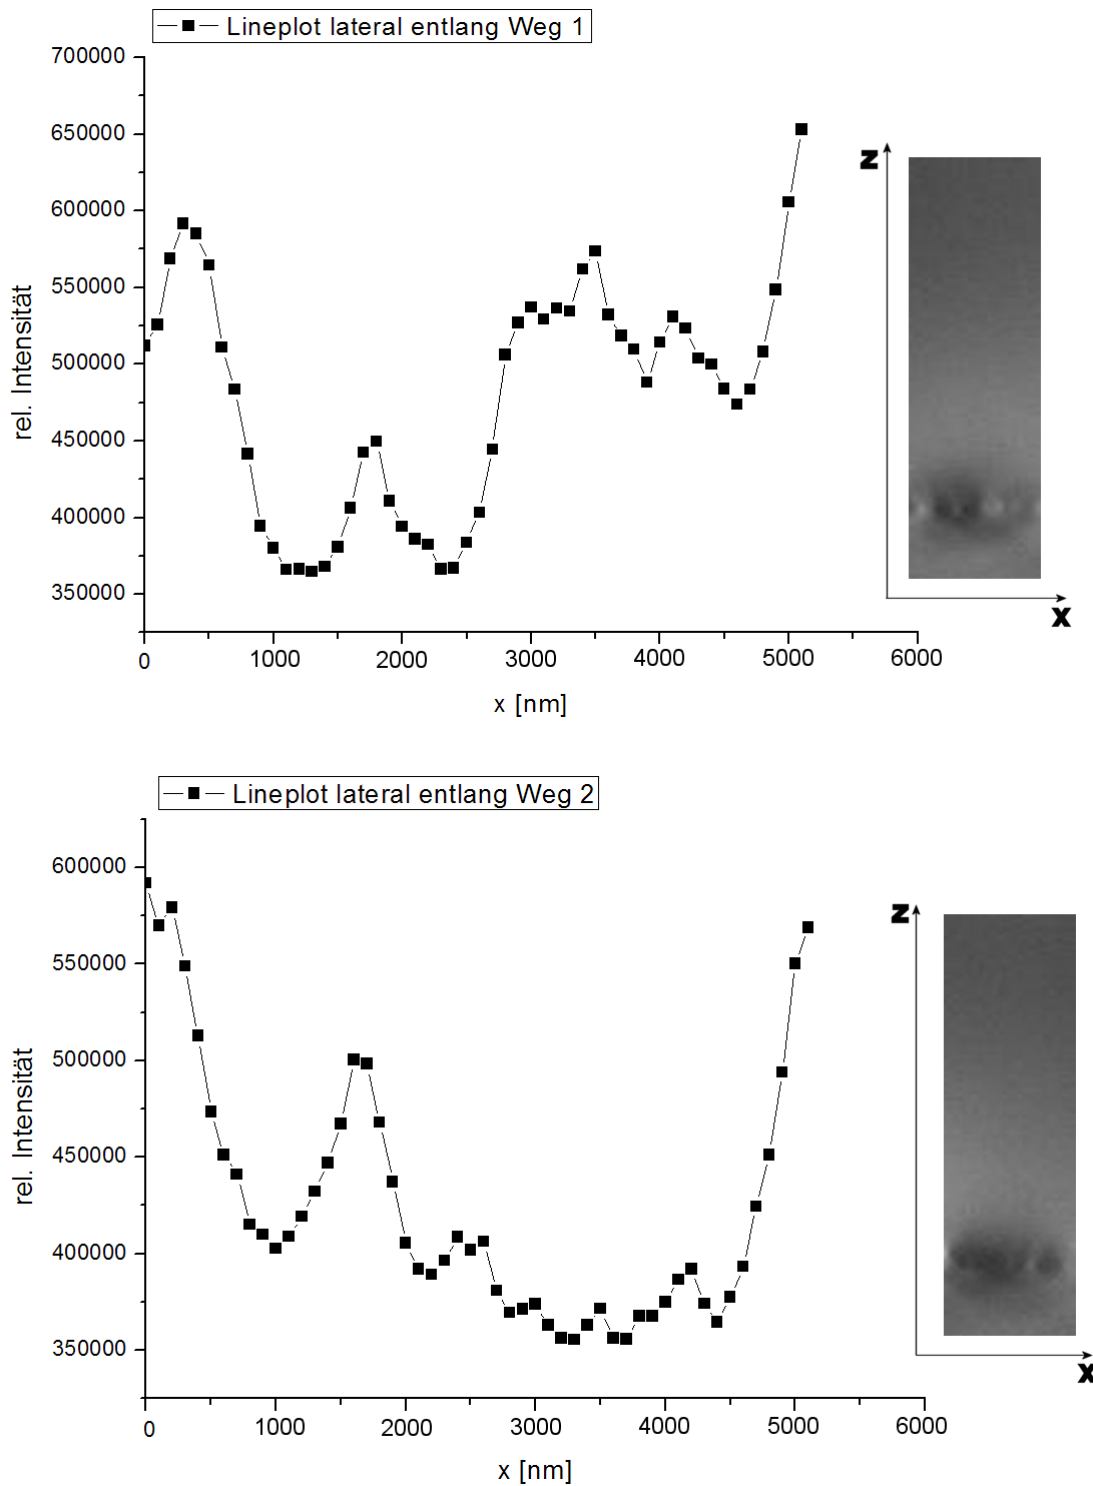 Lineplot lateral entlang Weg 1
700000
650000
600000
550000
500000
450000
400000
350000
rel. Intensität
0 1000 2000 3000 4000 5000 6000
x [nm]
z
x
Lineplot lateral entlang Weg 2
600000
550000
500000
450000
400000
350000
rel. Intensität
0 1000 2000 3000 4000 5000 6000
x [nm]
z
x